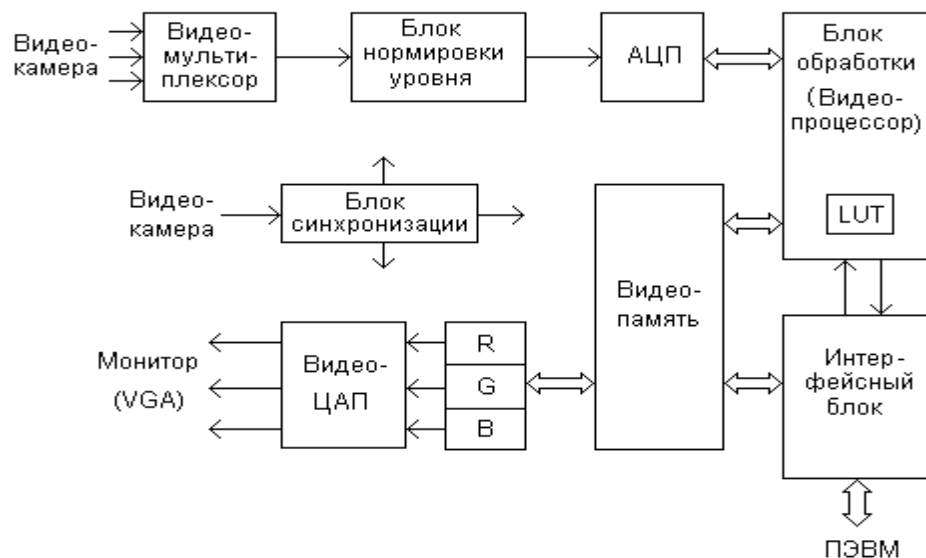 Видео-
камера
Видео-
мульти-
плексор
Блок
нормировки
уровня
АЦП
Блок
обработки
(Видео-
процессор)
LUT
Видео-
камера
Блок
синхронизации
Видео-
память
Монитор
(VGA)
Видео-
ЦАП
R
G
B
Интер-
фейсный
блок
ПЭВМ